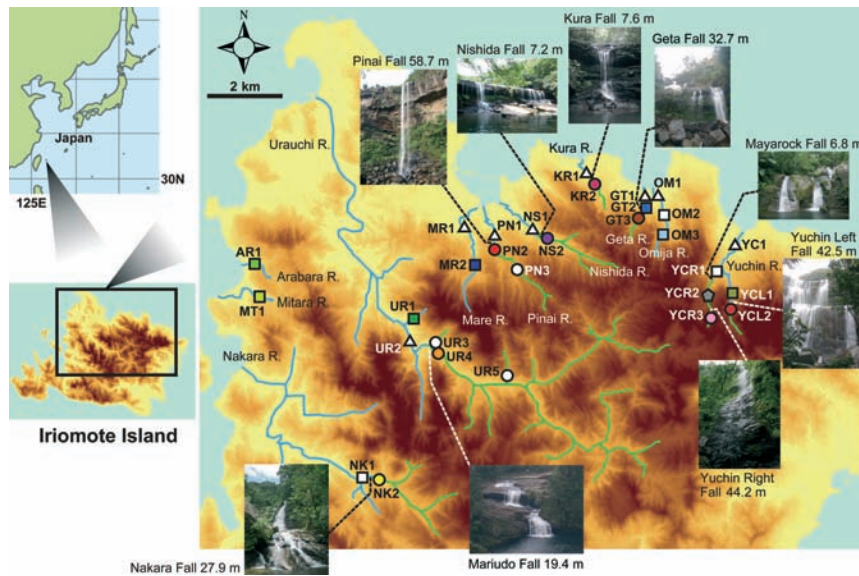 Kura
Fall 7.6 m
Geta Fall 32.7 m
Nishida Fall 7.2 m
Pinai Fall 58.7 m
2 km
Japan
30N
125E
Urauchi R.
Kura R.
Mayarock Fall 6.8 m
KR1
KR2
GT1
OM1
GT2
GT3
OM2
OM3
Geta R.
Omija R.
MR1
PN1
NS1
PN2
NS2
Nishida R.
YC1
Yuchin R.
Yuchin Left
Fall 42.5 m
AR1
Arabara R.
MR2
PN3
YCR1
MT1
Mitara R.
YCR2
YCL1
UR1
Mare R.
Pinai R.
YCR3
YCL2
Nakara R.
UR2
UR3
UR4
UR5
Iriomote Island
Yuchin Right
Fall 44.2 m
NK1
NK2
Nakara Fall 27.9 m
Mariudo Fall 19.4 m